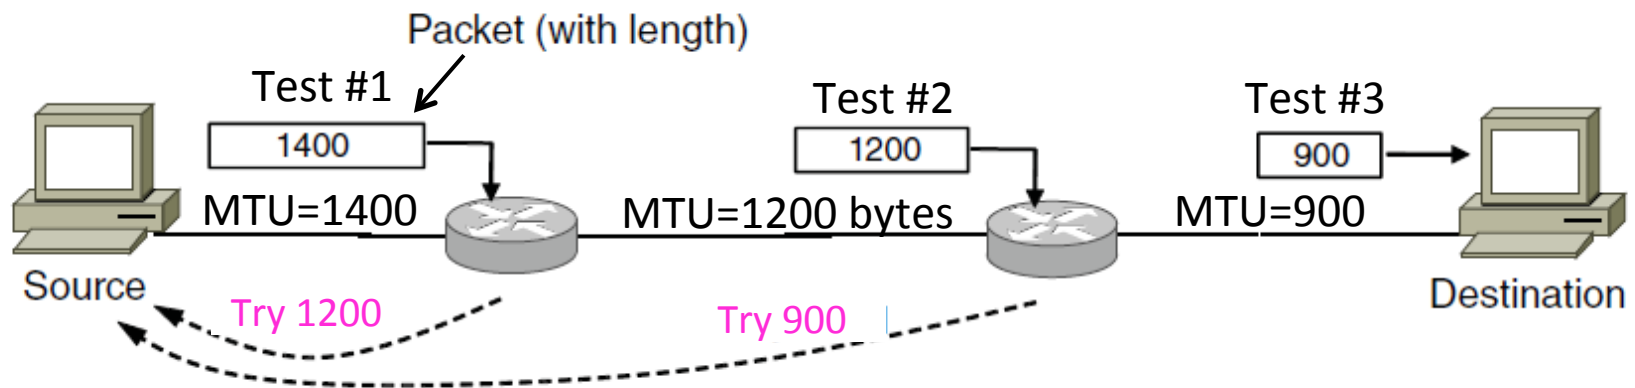 Packet (with length)
Test #1
Test #2
Test #3
1400
1200
900
MTU=1400
MTU=1200 bytes
MTU=900
Source
Destination
Try 1200
Try 900